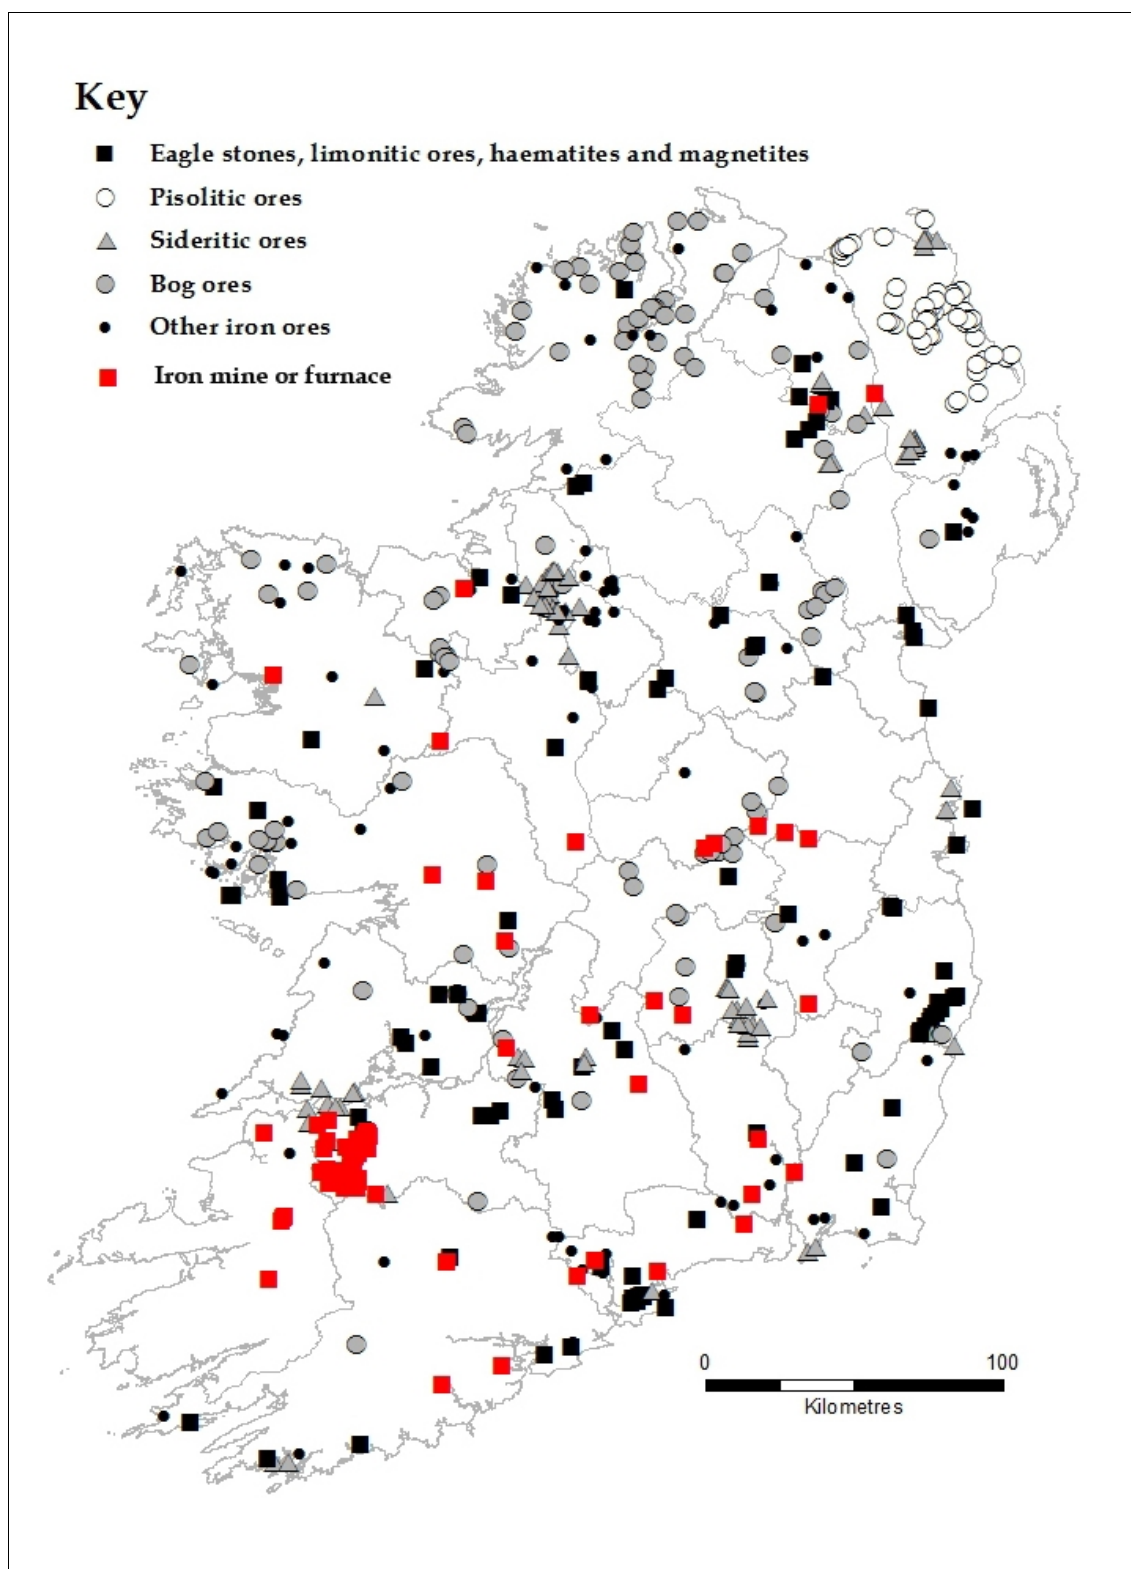 Key
Eagle stones, limonitic ores, haematites and magnetites
Pisolitic ores
Sideritic ores
Bog ores
Other iron ores
Iron mine or furnace
0 100
Kilometres